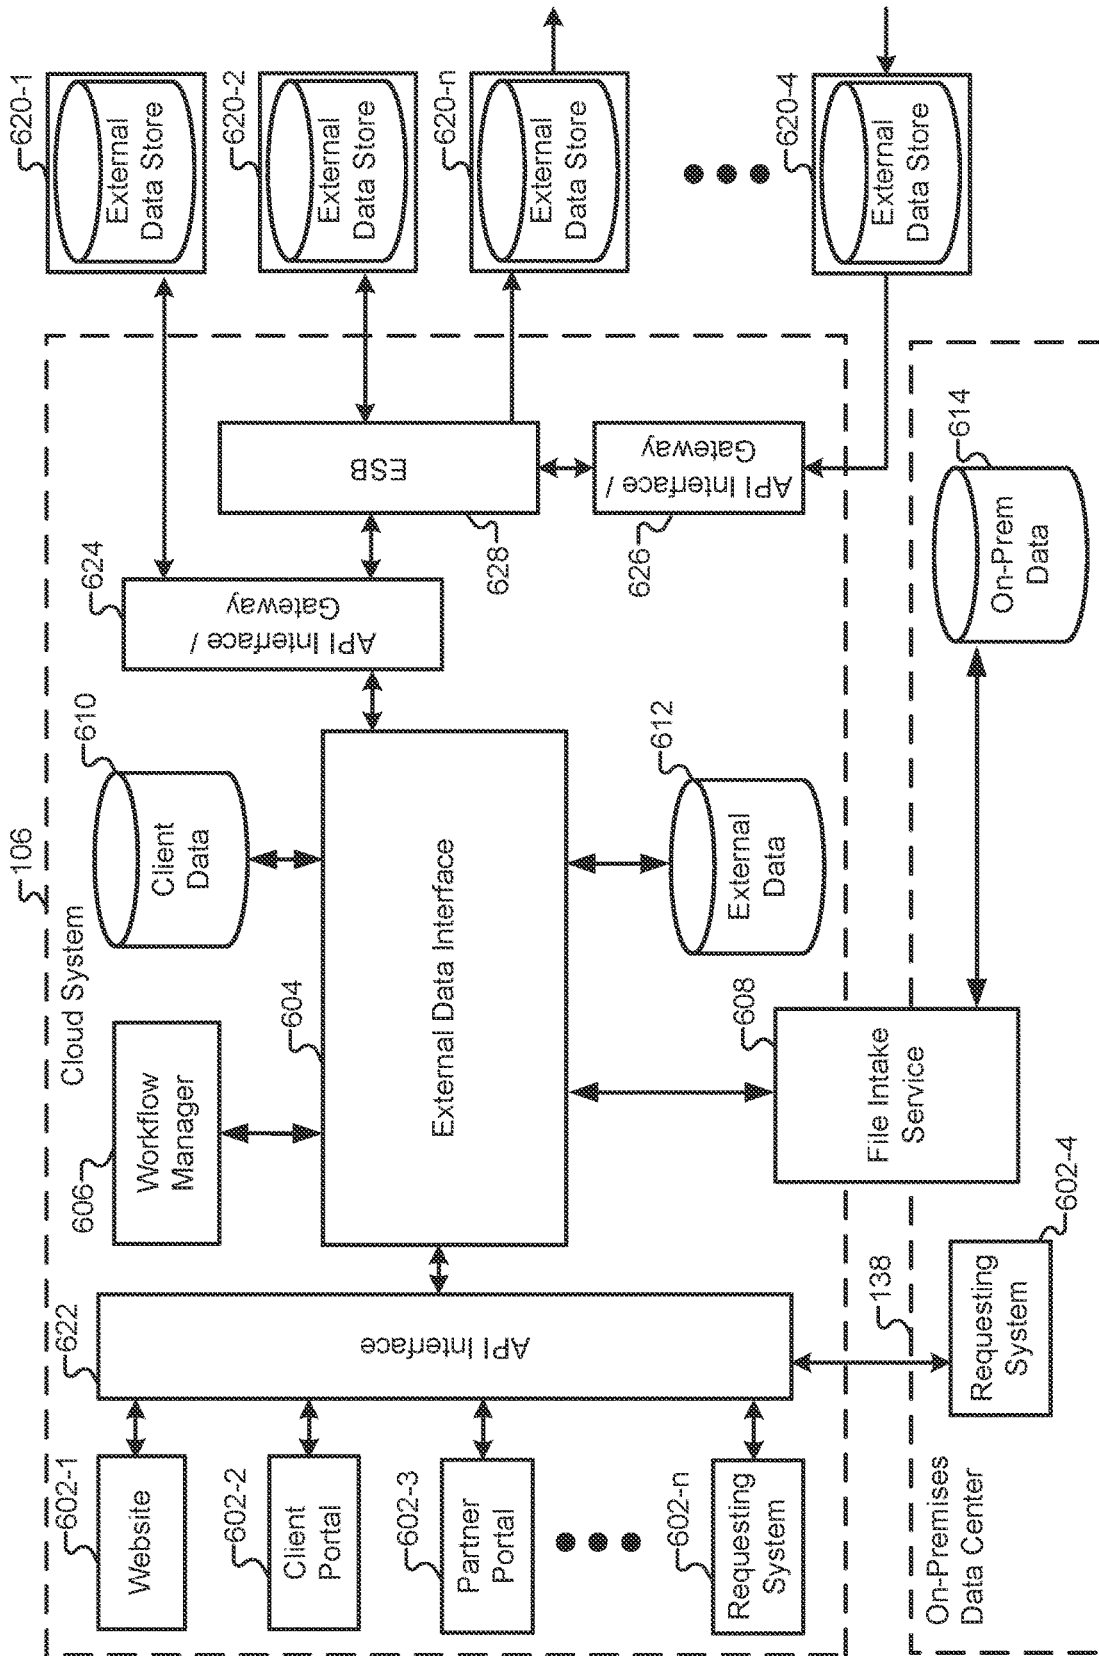 106
Cloud System
602-1
Website
602-2
Client
Portal
602-3
Partner
Portal
602-n
Requesting
System
622
API Interface
606
Workflow
Manager
604
External Data Interface
610
Client
Data
612
External
Data
608
File Intake
Service
624
API Interface /
Gateway
628
ESB
626
API Interface /
Gateway
620-1
External
Data Store
620-2
External
Data Store
620-n
External
Data Store
620-4
External
Data Store
On-Premises
Data Center
138
602-4
Requesting
System
614
On-Prem
Data